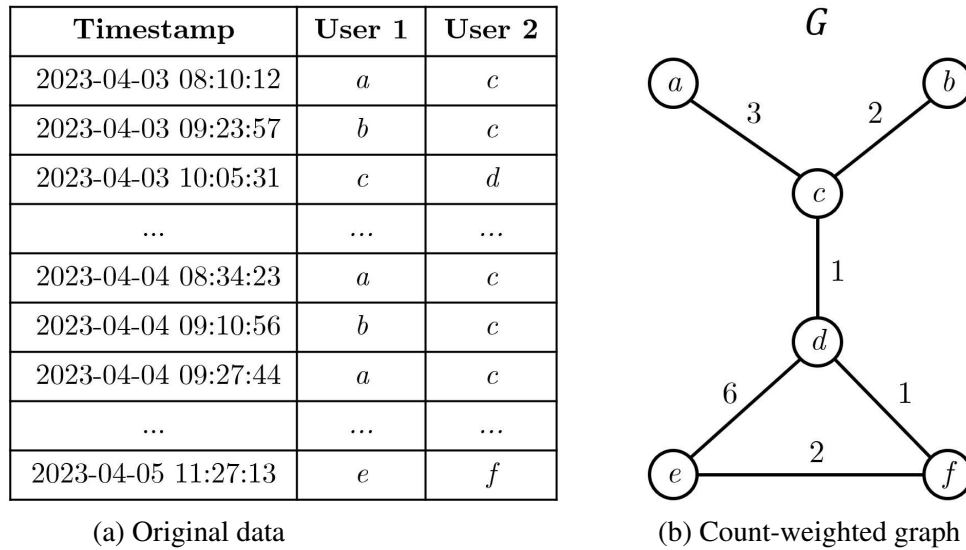 Timestamp User 1 User 2
2023-04-03 08:10:12 a c
2023-04-03 09:23:57 b c
2023-04-03 10:05:31 c d
... ... ...
2023-04-04 08:34:23 a c
2023-04-04 09:10:56 b c
2023-04-04 09:27:44 a c
... ... ...
2023-04-05 11:27:13 e f
(a) Original data
G
a b
3 2
c
1
d
6 1
2
e f
(b) Count-weighted graph